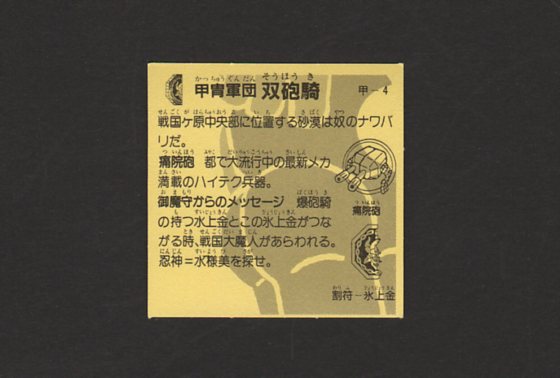 甲冑軍団 双砲騎 甲－4
戦国ヶ原中央部に位置する砂漠は奴のナワバ
リだ。
痛院砲 都で大流行中の最新メカ
満載のハイテク兵器。
御魔守からのメッセージ 爆砲騎
の持つ水上金とこの氷上金がつな
がる時、戦国大魔人があらわれる。
忍神＝水様美を探せ。
痛院砲
割符－氷上金